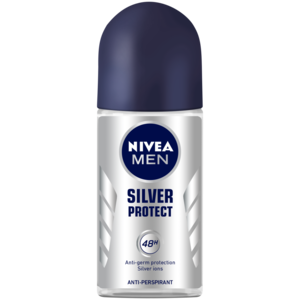 NIVEA
MEN
SILVER
PROTECT
48H
Anti-germ protection
Silver ions
ANTI-PERSPIRANT